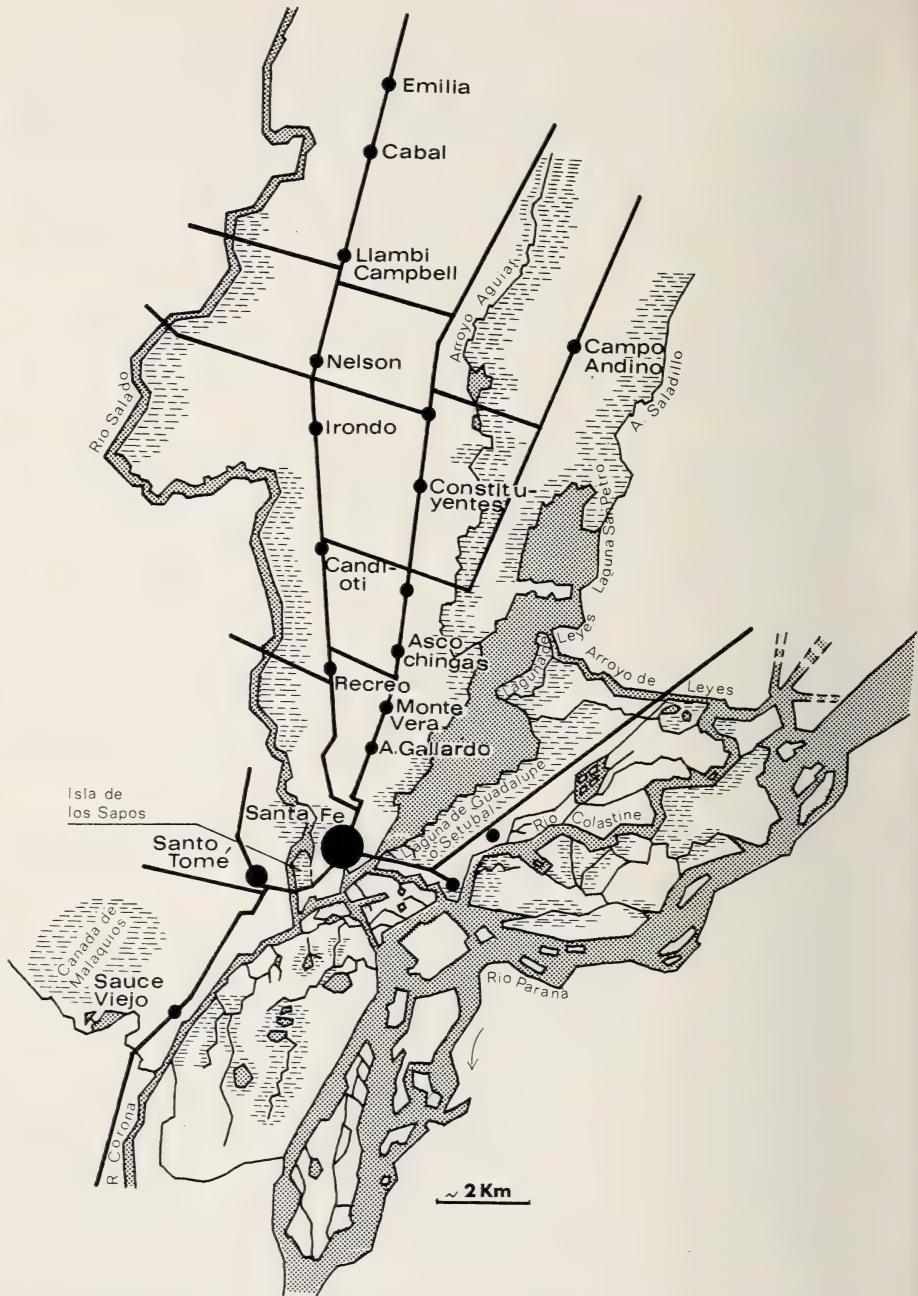 Emilia
Cabal
Llambi
Campbell
Arroyo Aguiar
Nelson
Campo
Andino
A. Saladillo
Rio Salado
Irondo
Constitu-
yentes
Laguna San Petro
Candi-
oti
Laguna de Leyes
Arroyo de Leyes
Asco
chingas
Recreo
Monte
Vera
A. Gallardo
Isla de
los Sapos
Santa Fe
Laguna de Guadalupe
o Setubal
Rio Colastine
Santo
Tomé
Canada de
Malaquios
Sauce
Viejo
Rio Parana
R Corona
~ 2 Km